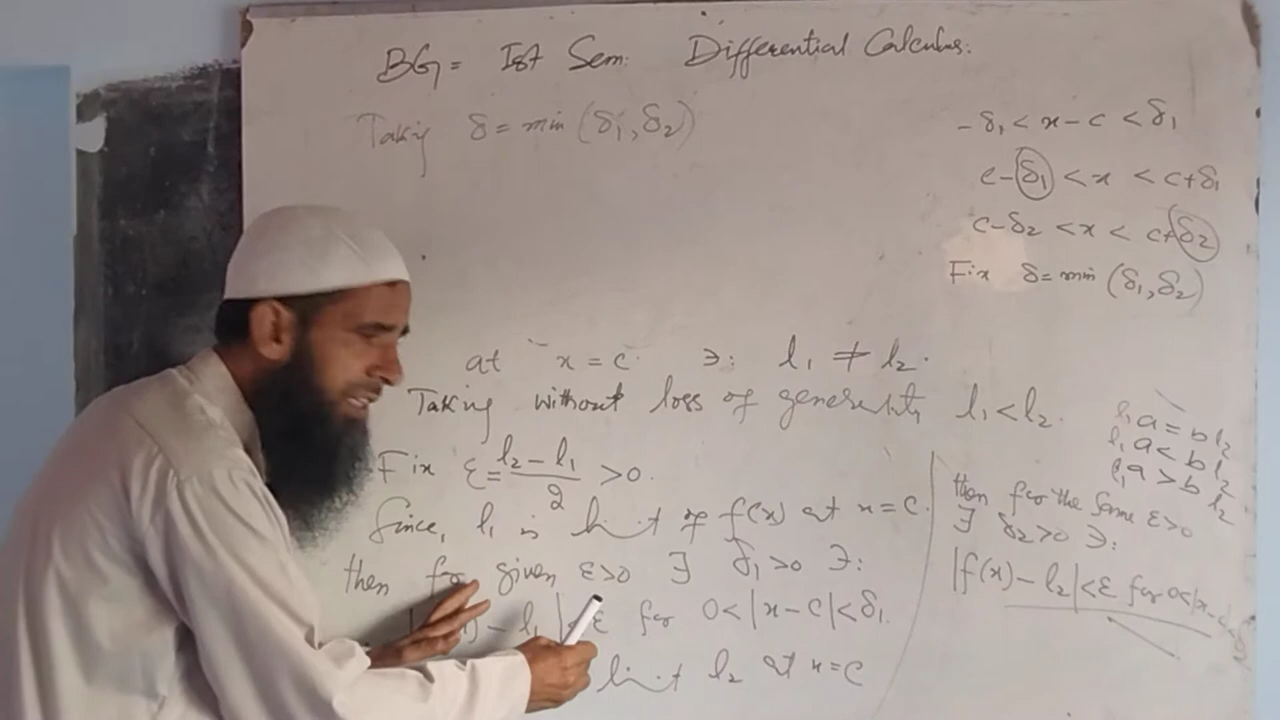 BG = Ist Sem: Differential Calculus:
Taking δ = min (δ1, δ2)
at x = c ∋: l1 ≠ l2.
Taking without loss of generality l1 < l2.
Fix ε = l2 - l1 / 2 > 0.
Since, l1 is limit of f(x) at x = c.
then for given ε>0 ∃ δ1>0 ∋:
- l1| < ε for 0<|x-c|<δ1.
limit l2 at x=c
-δ1 < x-c < δ1
c-δ1 < x < c+δ1
c-δ2 < x < c+δ2
Fix δ = min (δ1, δ2)
l1 a = b l2
l1 a < b l2
l1 a > b l2
then for the same ε>0
∃ δ2>0 ∋:
|f(x) - l2| < ε for 0<|x-c|<δ2